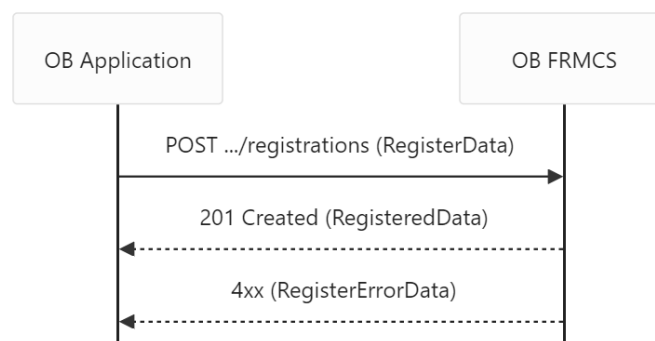 OB Application
OB FRMCS
POST .../registrations (RegisterData)
201 Created (RegisteredData)
4xx (RegisterErrorData)